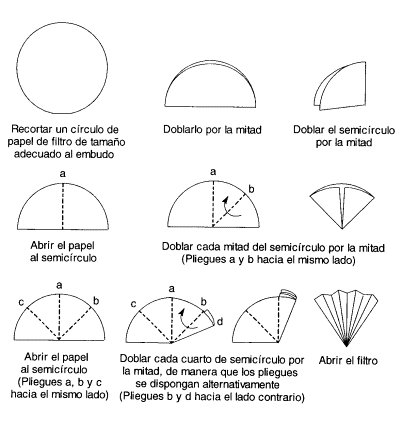 Recortar un círculo de
papel de filtro de tamaño
adecuado al embudo
Doblarlo por la mitad
Doblar el semicírculo
por la mitad
a
Abrir el papel
al semicírculo
a
b
Doblar cada mitad del semicírculo por la mitad
(Pliegues a y b hacia el mismo lado)
a
c
b
Abrir el papel
al semicírculo
(Pliegues a, b y c
hacia el mismo lado)
a
c
b
d
Doblar cada cuarto de semicírculo por
la mitad, de manera que los pliegues
se dispongan alternativamente
(Pliegues b y d hacia el lado contrario)
Abrir el filtro